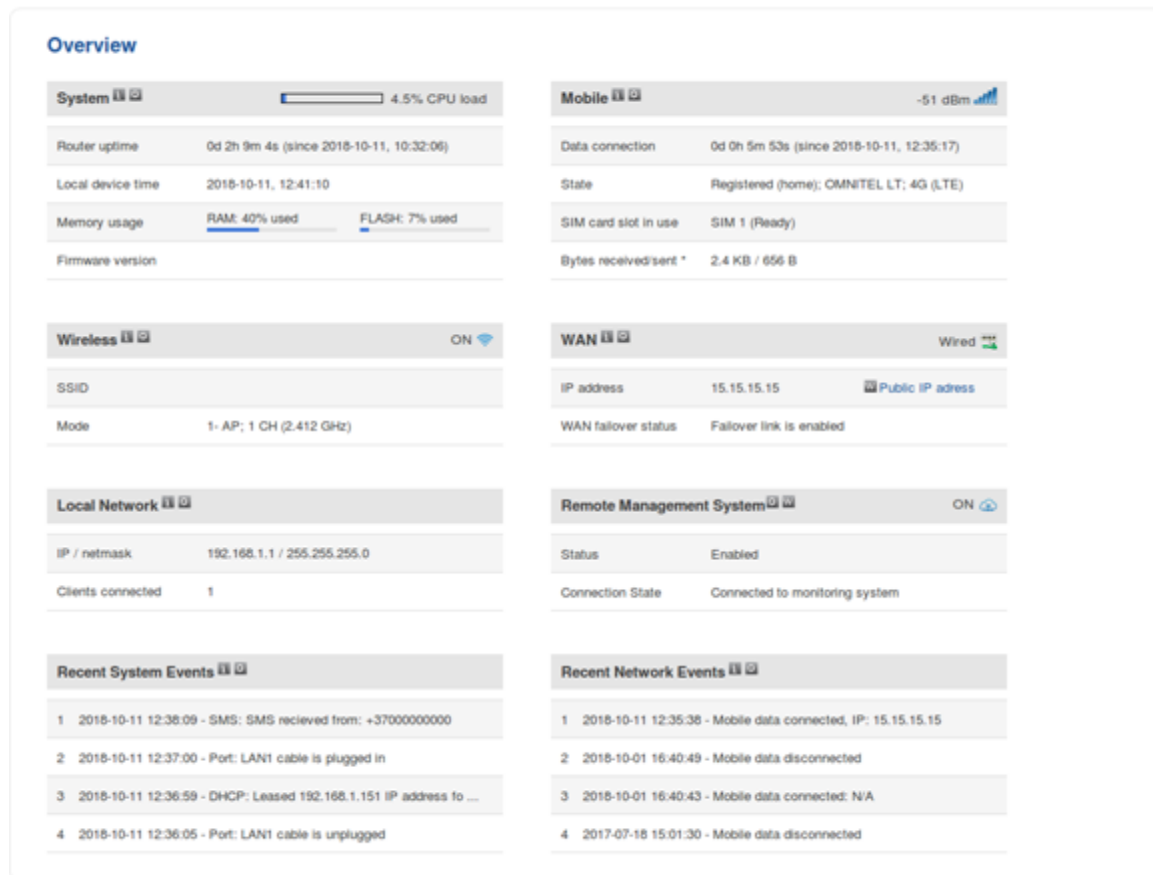 Overview
System 4.5% CPU load
Router uptime 0d 2h 9m 4s (since 2018-10-11, 10:32:06)
Local device time 2018-10-11, 12:41:10
Memory usage RAM: 40% used FLASH: 7% used
Firmware version
Mobile -51 dBm
Data connection 0d 0h 5m 53s (since 2018-10-11, 12:35:17)
State Registered (home); OMNITEL LT; 4G (LTE)
SIM card slot in use SIM 1 (Ready)
Bytes received/sent * 2.4 KB / 656 B
Wireless ON
SSID
Mode 1- AP; 1 CH (2.412 GHz)
WAN Wired
IP address 15.15.15.15 Public IP adress
WAN failover status Failover link is enabled
Local Network
IP / netmask 192.168.1.1 / 255.255.255.0
Clients connected 1
Remote Management System ON
Status Enabled
Connection State Connected to monitoring system
Recent System Events
1 2018-10-11 12:38:09 - SMS: SMS recieved from: +37000000000
2 2018-10-11 12:37:00 - Port: LAN1 cable is plugged in
3 2018-10-11 12:36:59 - DHCP: Leased 192.168.1.151 IP address fo ...
4 2018-10-11 12:36:05 - Port: LAN1 cable is unplugged
Recent Network Events
1 2018-10-11 12:35:38 - Mobile data connected, IP: 15.15.15.15
2 2018-10-01 16:40:49 - Mobile data disconnected
3 2018-10-01 16:40:43 - Mobile data connected: N/A
4 2017-07-18 15:01:30 - Mobile data disconnected